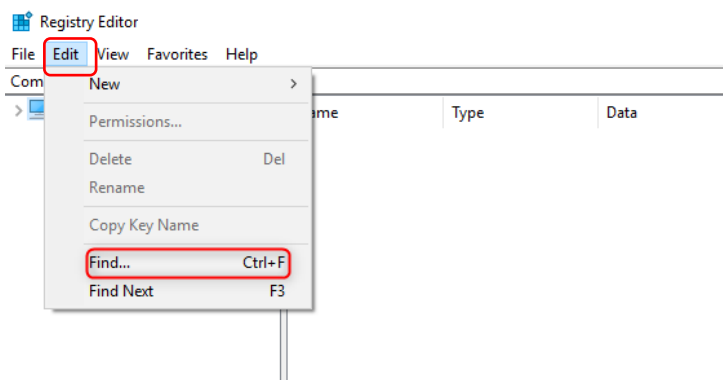 Registry Editor
File Edit View Favorites Help
Com
New
ame Type Data
Permissions...
Delete Del
Rename
Copy Key Name
Find... Ctrl+F
Find Next F3